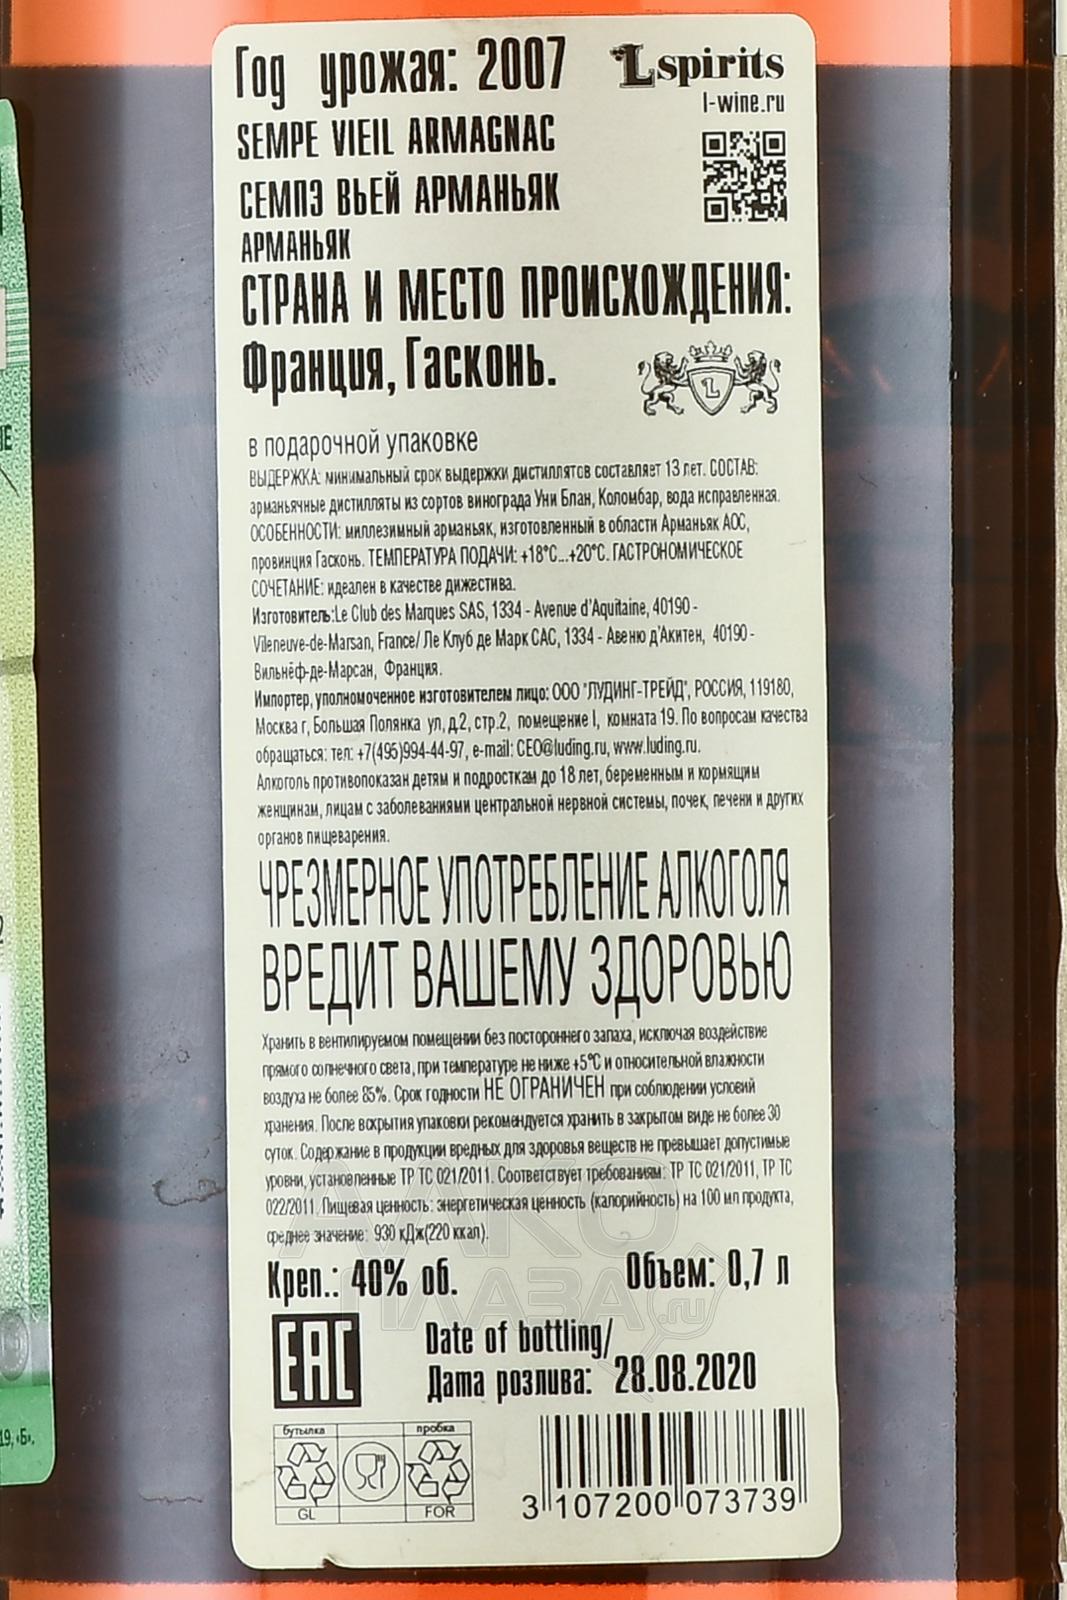 Год урожая: 2007
Lspirits
l-wine.ru
SEMPE VIEIL ARMAGNAC
СЕМПЭ ВЬЕЙ АРМАНЬЯК
АРМАНЬЯК
СТРАНА И МЕСТО ПРОИСХОЖДЕНИЯ:
Франция, Гасконь.
в подарочной упаковке
ВЫДЕРЖКА: минимальный срок выдержки дистиллятов составляет 13 лет. СОСТАВ:
арманьячные дистилляты из сортов винограда Уни Блан, Коломбар, вода исправленная.
ОСОБЕННОСТИ: миллезимный арманьяк, изготовленный в области Арманьяк АОС,
провинция Гасконь. ТЕМПЕРАТУРА ПОДАЧИ: +18°C...+20°C. ГАСТРОНОМИЧЕСКОЕ
СОЧЕТАНИЕ: идеален в качестве дижестива.
Изготовитель:Le Club des Marques SAS, 1334 - Avenue d'Aquitaine, 40190 -
Vileneuve-de-Marsan, France/ Ле Клуб де Марк САС, 1334 - Авеню д'Акитен, 40190 -
Вильнёф-де-Марсан, Франция.
Импортер, уполномоченное изготовителем лицо: ООО "ЛУДИНГ-ТРЕЙД", РОССИЯ, 119180,
Москва г, Большая Полянка ул, д.2, стр.2, помещение I, комната 19. По вопросам качества
обращаться: тел: +7(495)994-44-97, e-mail: CEO@luding.ru, www.luding.ru.
Алкоголь противопоказан детям и подросткам до 18 лет, беременным и кормящим
женщинам, лицам с заболеваниями центральной нервной системы, почек, печени и других
органов пищеварения.
ЧРЕЗМЕРНОЕ УПОТРЕБЛЕНИЕ АЛКОГОЛЯ
ВРЕДИТ ВАШЕМУ ЗДОРОВЬЮ
Хранить в вентилируемом помещении без постороннего запаха, исключая воздействие
прямого солнечного света, при температуре не ниже +5°C и относительной влажности
воздуха не более 85%. Срок годности НЕ ОГРАНИЧЕН при соблюдении условий
хранения. После вскрытия упаковки рекомендуется хранить в закрытом виде не более 30
суток. Содержание в продукции вредных для здоровья веществ не превышает допустимые
уровни, установленные ТР ТС 021/2011. Соответствует требованиям: ТР ТС 021/2011, ТР ТС
022/2011. Пищевая ценность: энергетическая ценность (калорийность) на 100 мл продукта,
среднее значение: 930 кДж(220 ккал).
Креп.: 40% об.
Объем: 0,7 л
EAC
Date of bottling/
Дата розлива: 28.08.2020
бутылка
пробка
GL
FOR
3 107200 073739
АЛКО
ПЛАЗА.ru
19, «Б».